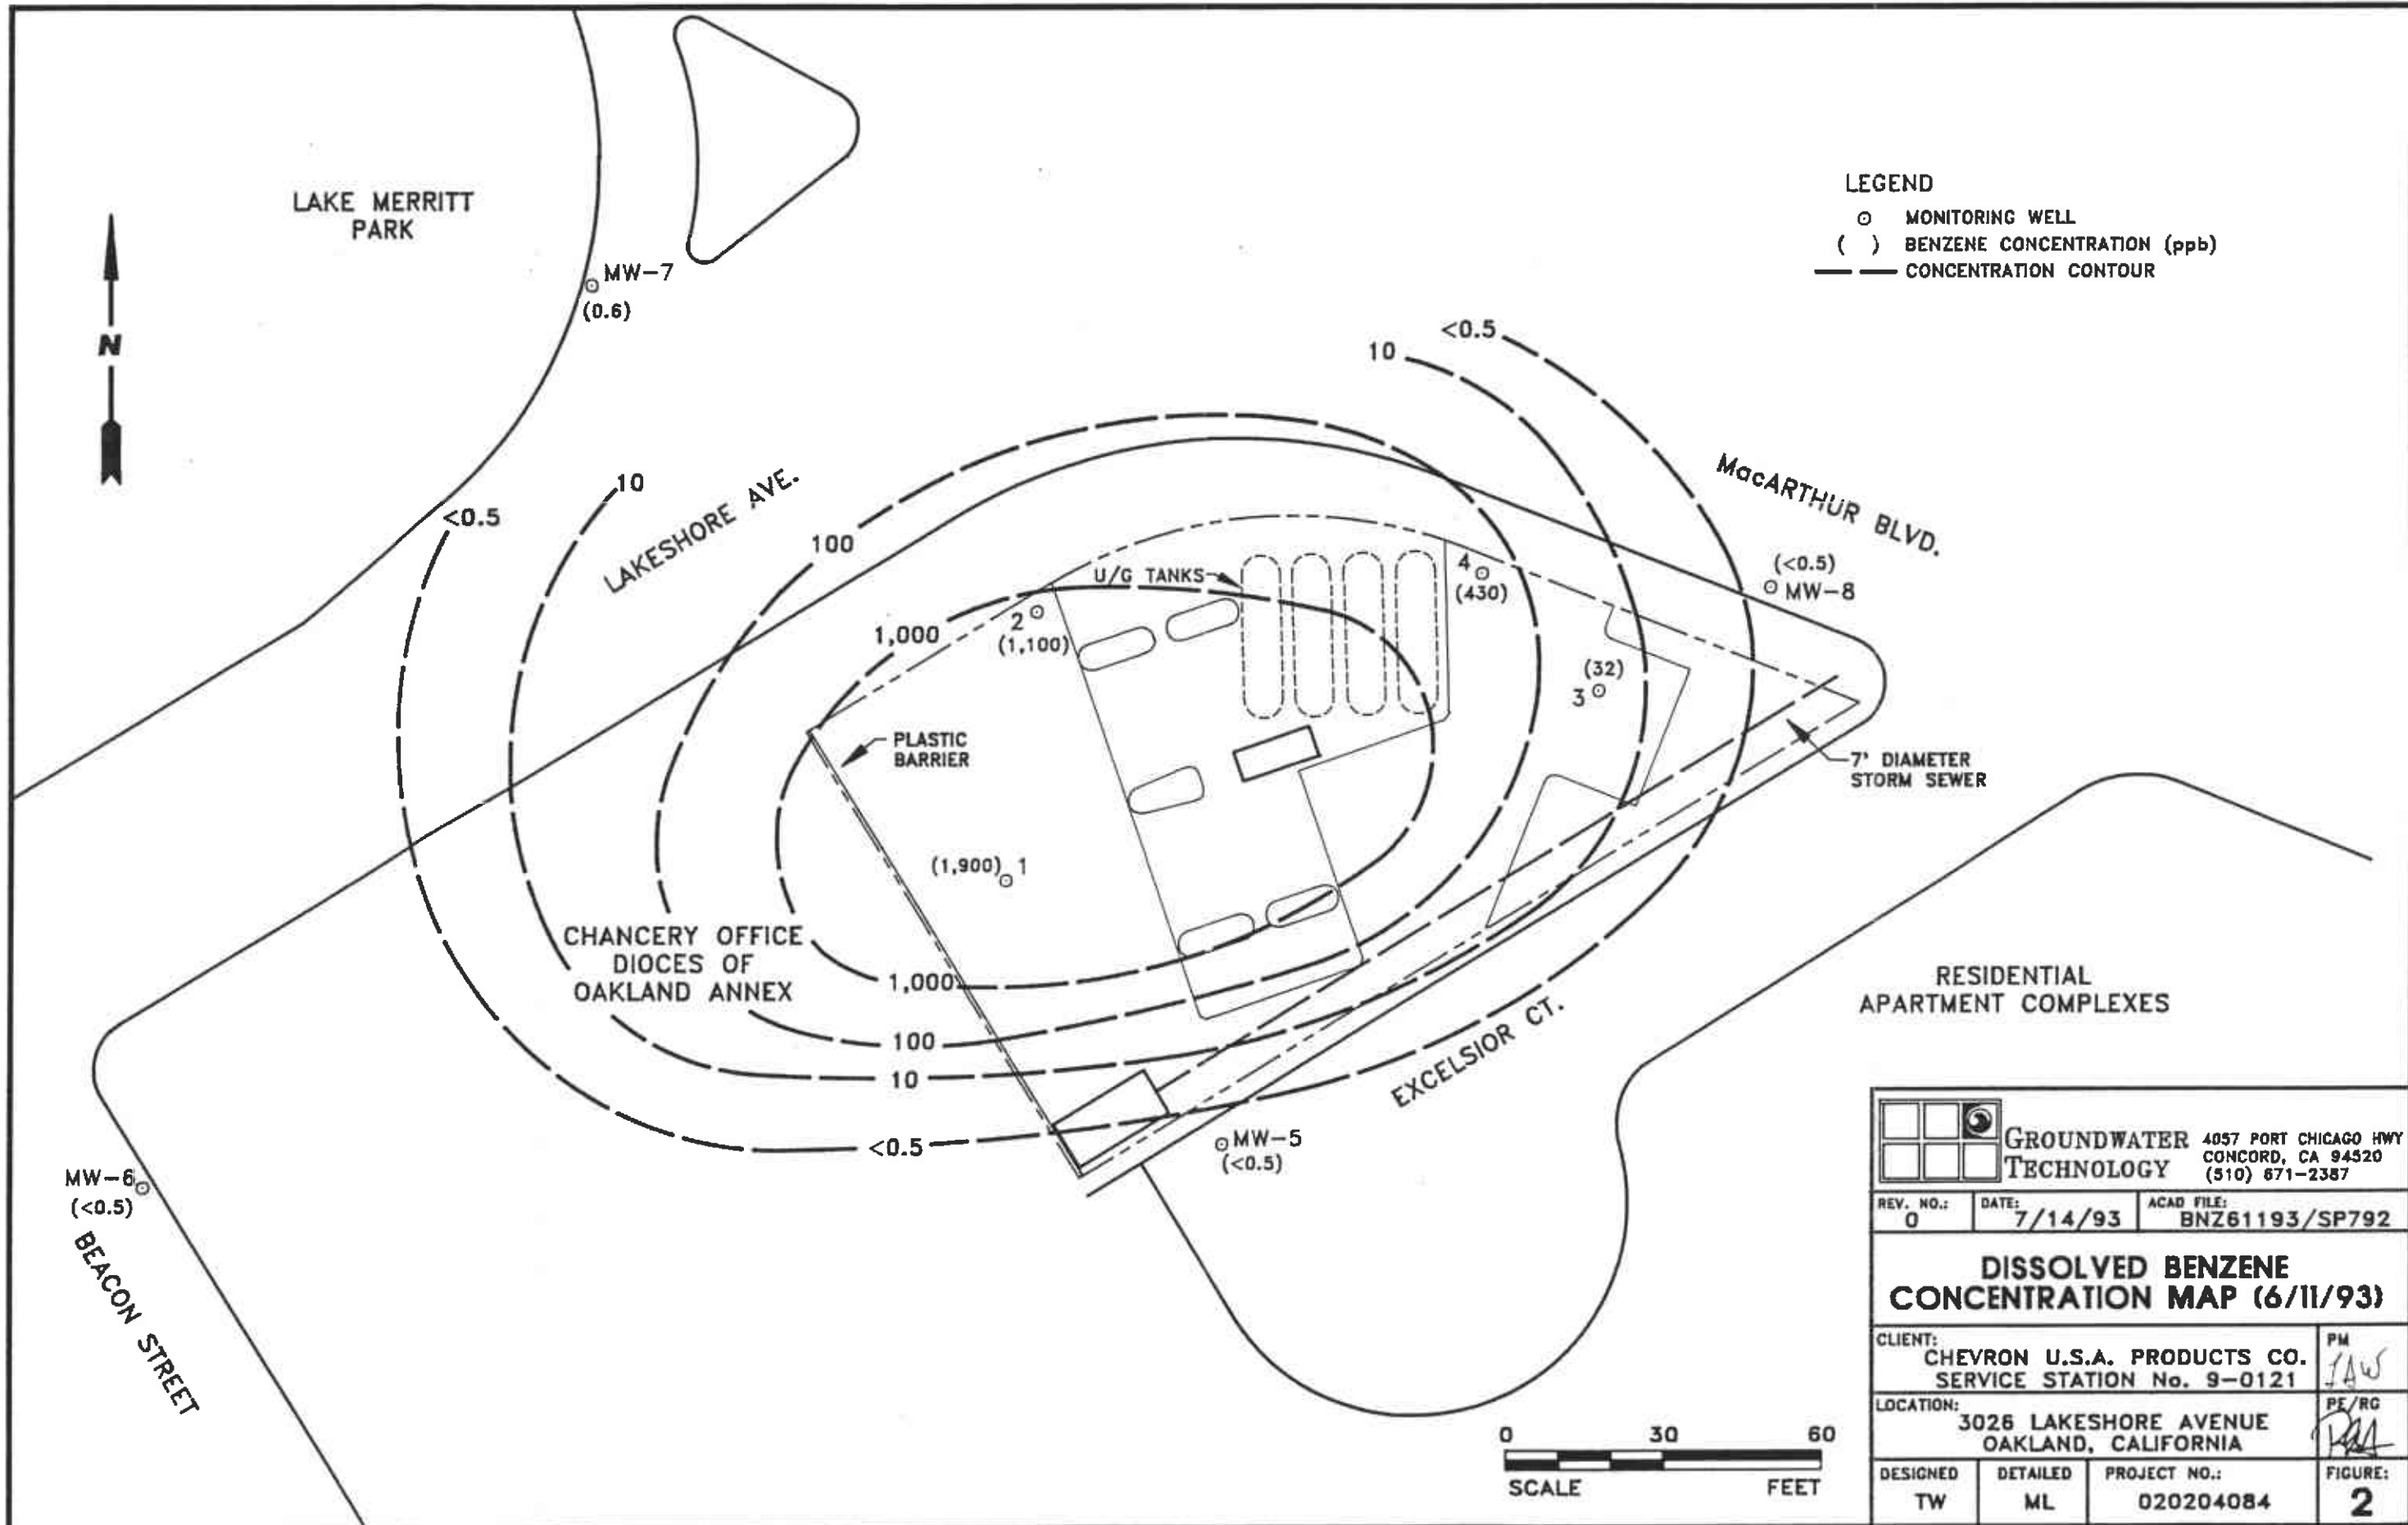 LAKE MERRITT
PARK
N
MW-7
(0.6)
LEGEND
MONITORING WELL
( ) BENZENE CONCENTRATION (ppb)
CONCENTRATION CONTOUR
<0.5
10
MacARTHUR BLVD.
10
<0.5
LAKESHORE AVE.
100
U/G TANKS
4
(430)
(<0.5)
MW-8
1,000
2
(1,100)
(32)
3
PLASTIC
BARRIER
7' DIAMETER
STORM SEWER
(1,900) 1
CHANCERY OFFICE
DIOCES OF
OAKLAND ANNEX
1,000
100
10
<0.5
EXCELSIOR CT.
RESIDENTIAL
APARTMENT COMPLEXES
MW-5
(<0.5)
MW-6
(<0.5)
BEACON STREET
0 30 60
SCALE FEET
GROUNDWATER
TECHNOLOGY
4057 PORT CHICAGO HWY
CONCORD, CA 94520
(510) 671-2387
REV. NO.:
0
DATE:
7/14/93
ACAD FILE:
BNZ61193/SP792
DISSOLVED BENZENE
CONCENTRATION MAP (6/11/93)
CLIENT:
CHEVRON U.S.A. PRODUCTS CO.
SERVICE STATION No. 9-0121
PM
LOCATION:
3026 LAKESHORE AVENUE
OAKLAND, CALIFORNIA
PE/RG
DESIGNED
TW
DETAILED
ML
PROJECT NO.:
020204084
FIGURE:
2